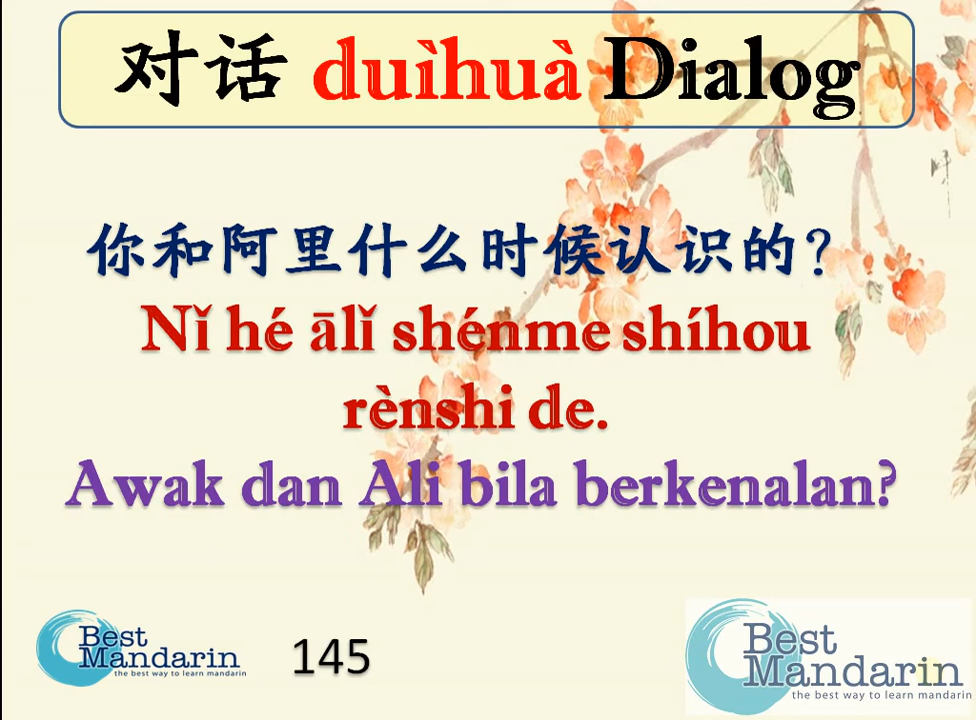 对话 duìhuà Dialog
你和阿里什么时候认识的?
Nǐ hé ālǐ shénme shíhou
rènshi de.
Awak dan Ali bila berkenalan?
Best
Mandarin
the best way to learn mandarin
145
Best
Mandarin
the best way to learn mandarin